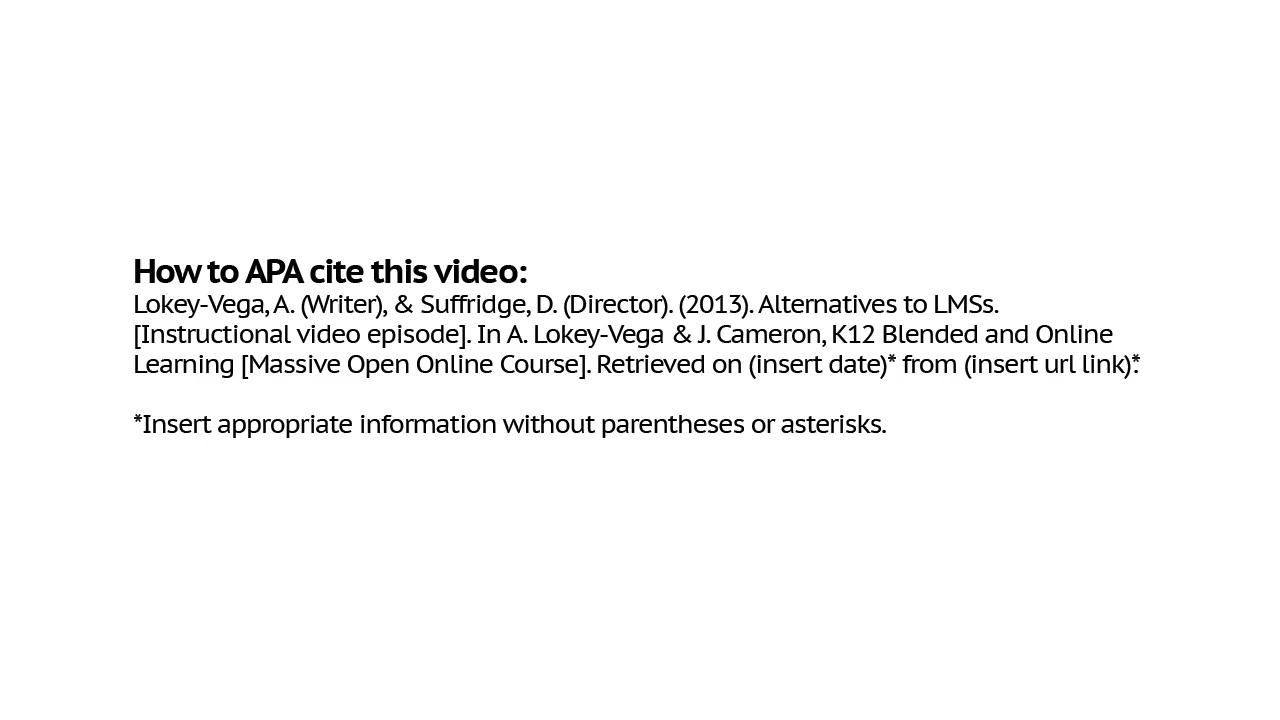 How to APA cite this video:
Lokey-Vega, A. (Writer), & Suffridge, D. (Director). (2013). Alternatives to LMSs.
[Instructional video episode]. In A. Lokey-Vega & J. Cameron, K12 Blended and Online
Learning [Massive Open Online Course]. Retrieved on (insert date)* from (insert url link).*
*Insert appropriate information without parentheses or asterisks.